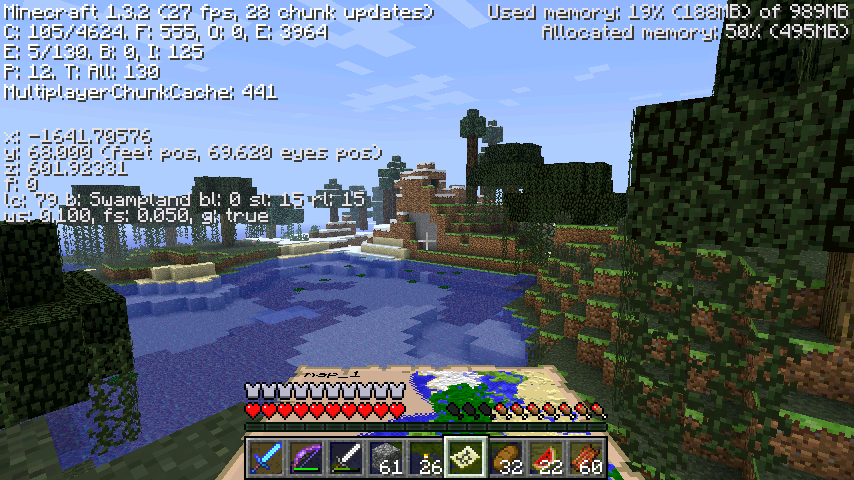 Minecraft 1.3.2 (27 fps, 28 chunk updates)
C: 105/4624, F: 555, O: 0, E: 3964
E: 5/130, B: 0, I: 125
P: 12, T: All: 130
MultiplayerChunkCache: 441
Used memory: 19% (188MB) of 989MB
Allocated memory: 50% (495MB)
x: -1641.70576
y: 68.000 (feet pos, 69.620 eyes pos)
z: 601.92331
f: 0
lc: 79 b: Swampland bl: 0 sl: 15 rl: 15
ws: 0.100, fs: 0.050, g: true
map_1
61
26
32
22
60